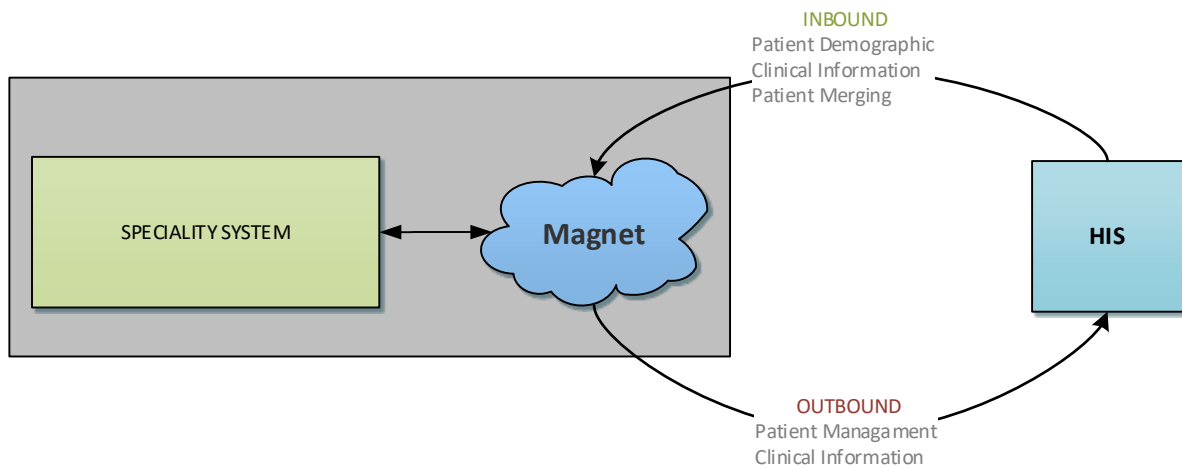 INBOUND
Patient Demographic
Clinical Information
Patient Merging
SPECIALITY SYSTEM
Magnet
HIS
OUTBOUND
Patient Managament
Clinical Information